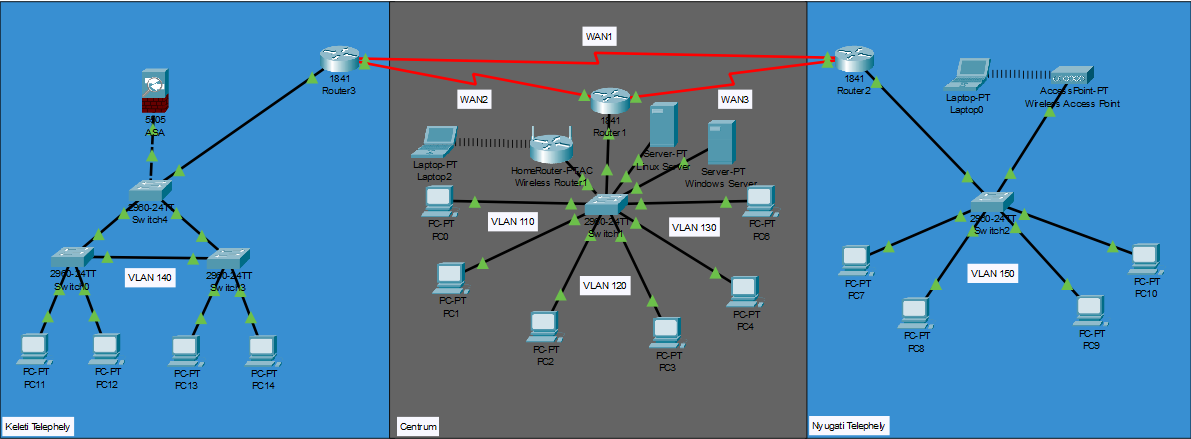 WAN1
1841
Router3
5505
ASA
WAN2
1841
Router1
WAN3
1841
Router2
Laptop-PT
Laptop0
AccessPoint-PT
Wireless Access Point
Laptop-PT
Laptop2
HomeRouter-PT-AC
Wireless Router1
Server-PT
Linux Server
Server-PT
Windows Server
2960-24TT
Switch4
2960-24TT
Switch0
2960-24TT
Switch3
VLAN 140
PC-PT
PC11
PC-PT
PC12
PC-PT
PC13
PC-PT
PC14
PC-PT
PC0
VLAN 110
2960-24TT
Switch1
VLAN 130
PC-PT
PC6
PC-PT
PC1
VLAN 120
PC-PT
PC4
PC-PT
PC2
PC-PT
PC3
2960-24TT
Switch2
PC-PT
PC7
VLAN 150
PC-PT
PC10
PC-PT
PC8
PC-PT
PC9
Keleti Telephely
Centrum
Nyugati Telephely